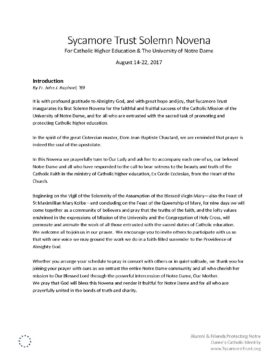 Sycamore Trust Solemn Novena
For Catholic Higher Education & The University of Notre Dame
August 14-22, 2017
Introduction
By Fr. John J. Raphael, '89
It is with profound gratitude to Almighty God, and with great hope and joy, that Sycamore Trust
inaugurates its first Solemn Novena for the faithful and fruitful success of the Catholic Mission of the
University of Notre Dame, and for all who are entrusted with the sacred task of promoting and
protecting Catholic higher education.
In the spirit of the great Cistercian master, Dom Jean Baptiste Chautard, we are reminded that prayer is
indeed the soul of the apostolate.
In this Novena we prayerfully turn to Our Lady and ask her to accompany each one of us, our beloved
Notre Dame and all who have responded to the call to bear witness to the beauty and truth of the
Catholic Faith in the ministry of Catholic higher education, Ex Corde Ecclesiae, from the Heart of the
Church.
Beginning on the Vigil of the Solemnity of the Assumption of the Blessed Virgin Mary—also the Feast of
St Maximilian Mary Kolbe - and concluding on the Feast of the Queenship of Mary, for nine days we will
come together as a community of believers and pray that the truths of the faith, and the lofty values
enshrined in the expressions of Mission of the University and the Congregation of Holy Cross, will
permeate and animate the work of all those entrusted with the sacred duties of Catholic education.
We welcome all to join us in our prayer. We encourage you to invite others to participate with us so
that with one voice we may ground the work we do in a faith filled surrender to the Providence of
Almighty God.
Whether you arrange your schedule to pray in concert with others or in quiet solitude, we thank you for
joining your prayer with ours as we entrust the entire Notre Dame community and all who cherish her
mission to Our Blessed Lord through the powerful intercession of Notre Dame, Our Mother.
We pray that God will bless this Novena and render it fruitful for Notre Dame and for all who are
prayerfully united in the bonds of truth and charity.
Alumni & Friends Protecting Notre
Dame's Catholic Identity
www.SycamoreTrust.org